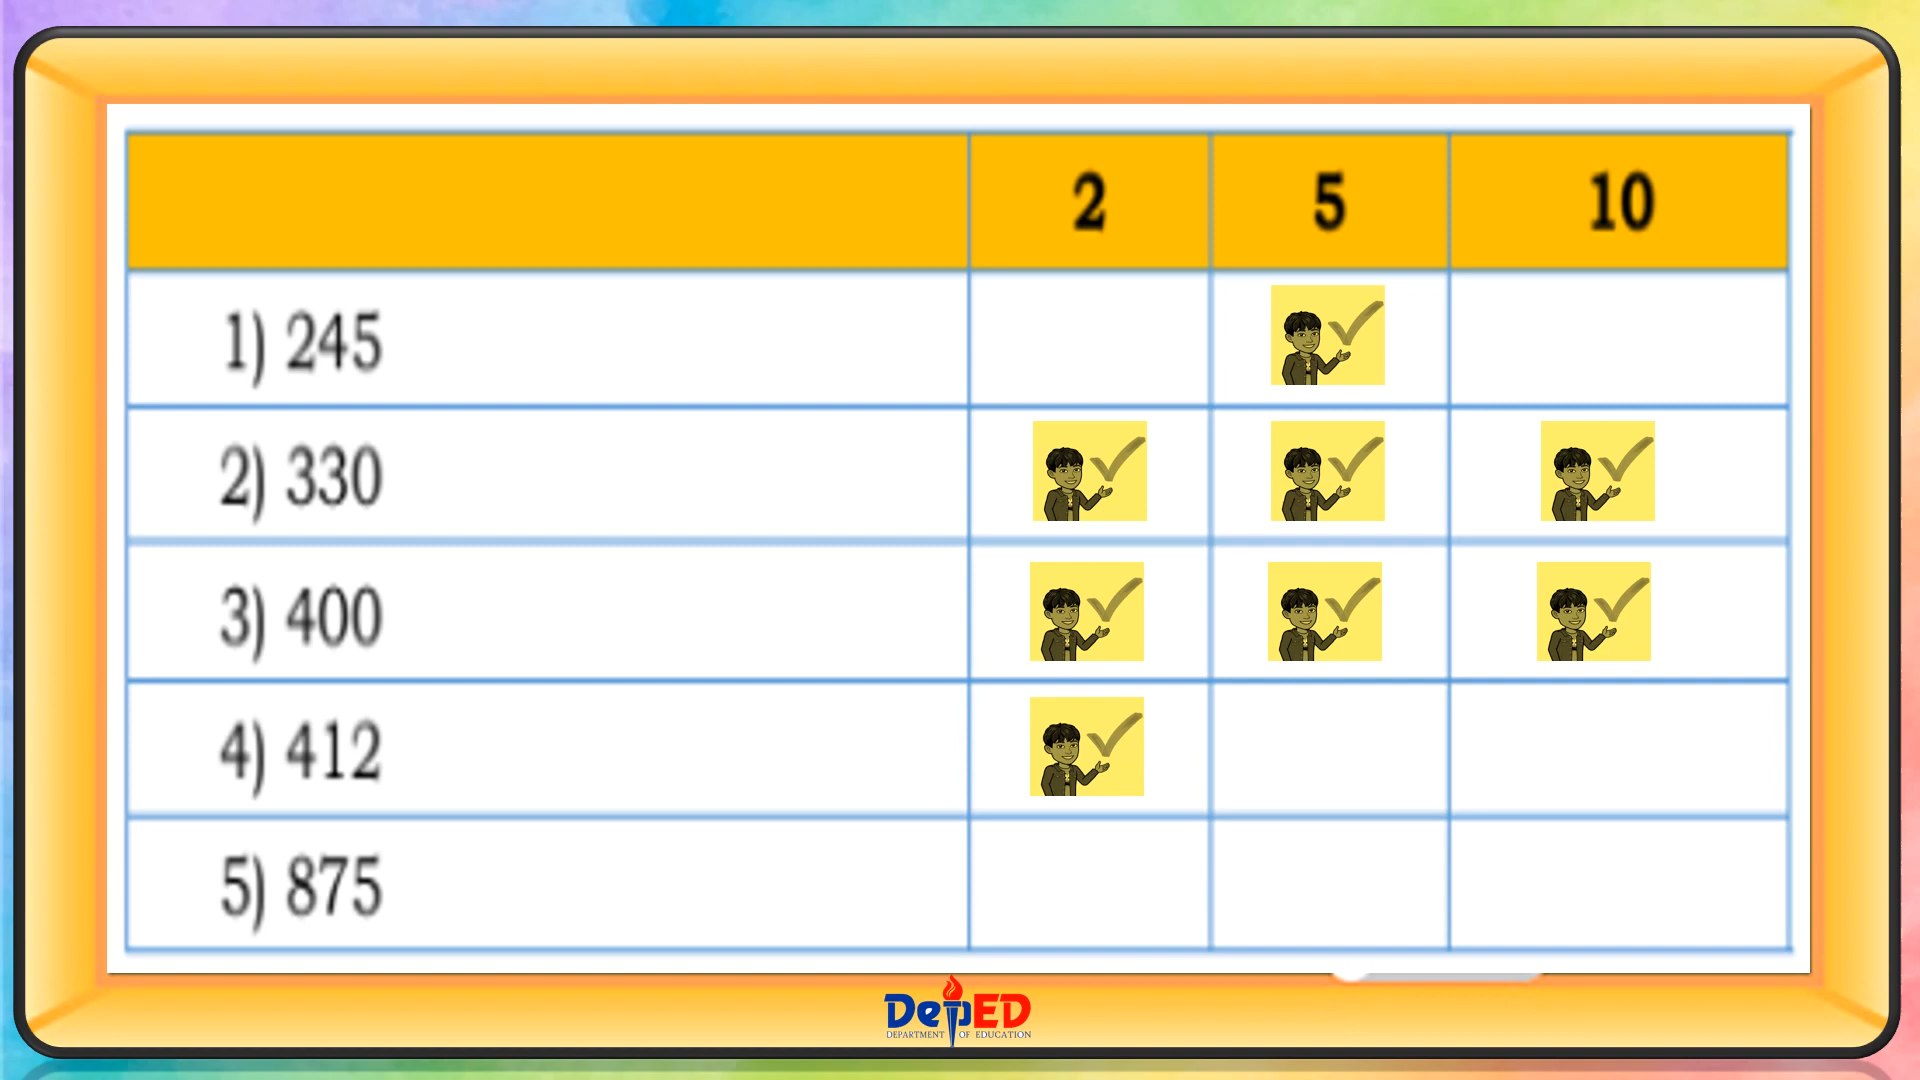 2 5 10
1) 245
2) 330
3) 400
4) 412
5) 875
DepED
DEPARTMENT OF EDUCATION